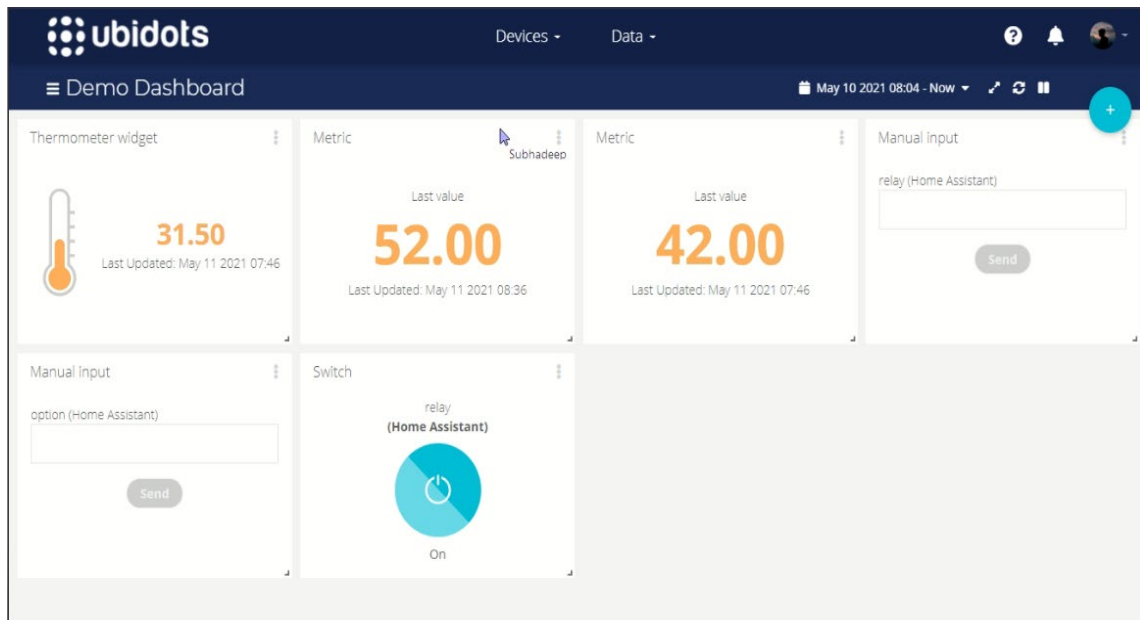 ubidots
Devices
Data
Demo Dashboard
May 10 2021 08:04 - Now
Thermometer widget
31.50
Last Updated: May 11 2021 07:46
Metric
Subhadeep
Last value
52.00
Last Updated: May 11 2021 08:36
Metric
Last value
42.00
Last Updated: May 11 2021 07:46
Manual input
relay (Home Assistant)
Send
Manual input
option (Home Assistant)
Send
Switch
relay
(Home Assistant)
On